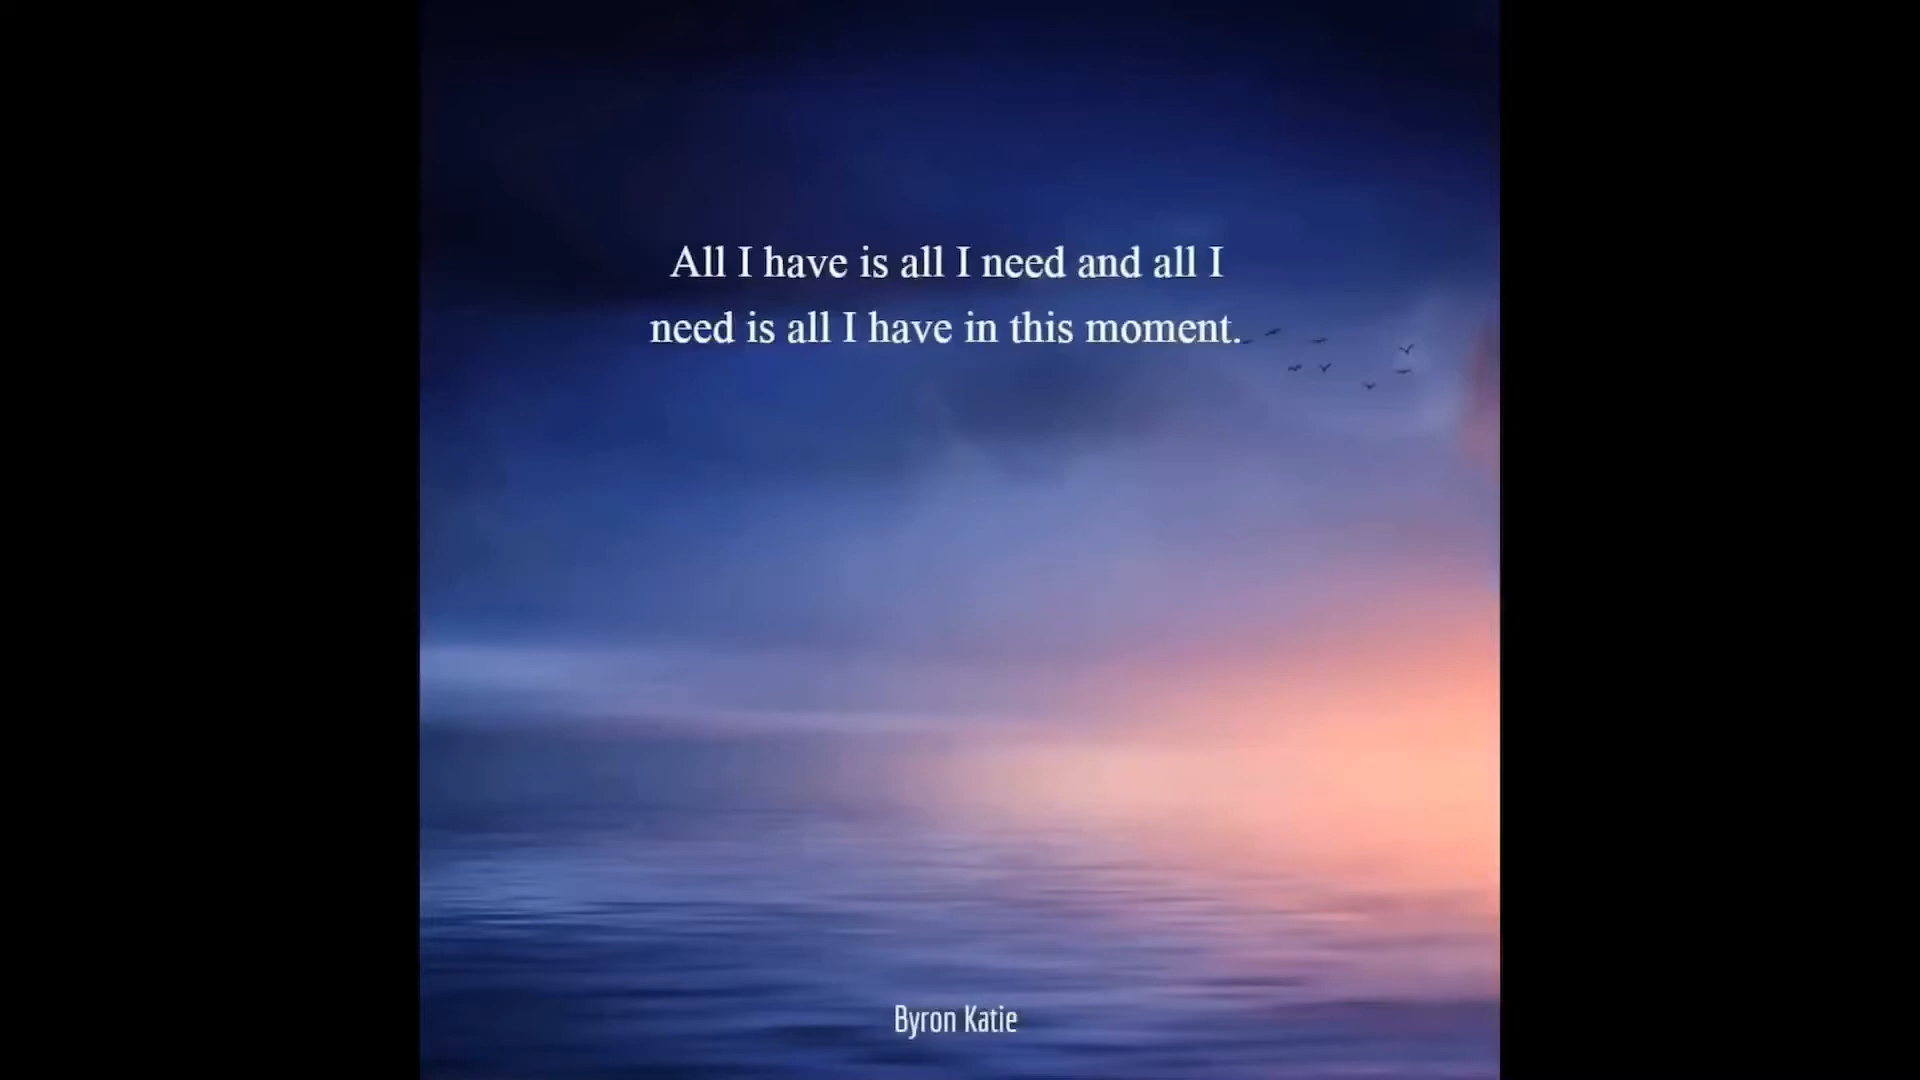 All I have is all I need and all I
need is all I have in this moment.
Byron Katie